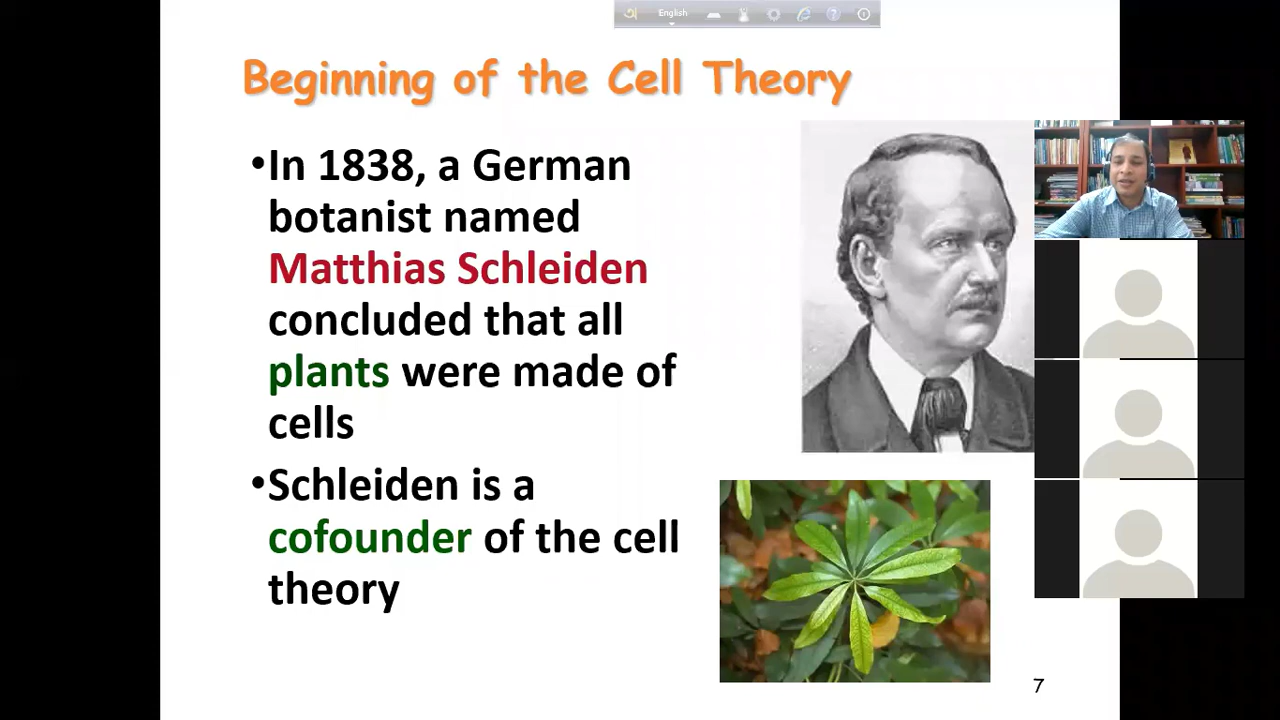 অ English
Beginning of the Cell Theory
•In 1838, a German
botanist named
Matthias Schleiden
concluded that all
plants were made of
cells
•Schleiden is a
cofounder of the cell
theory
7